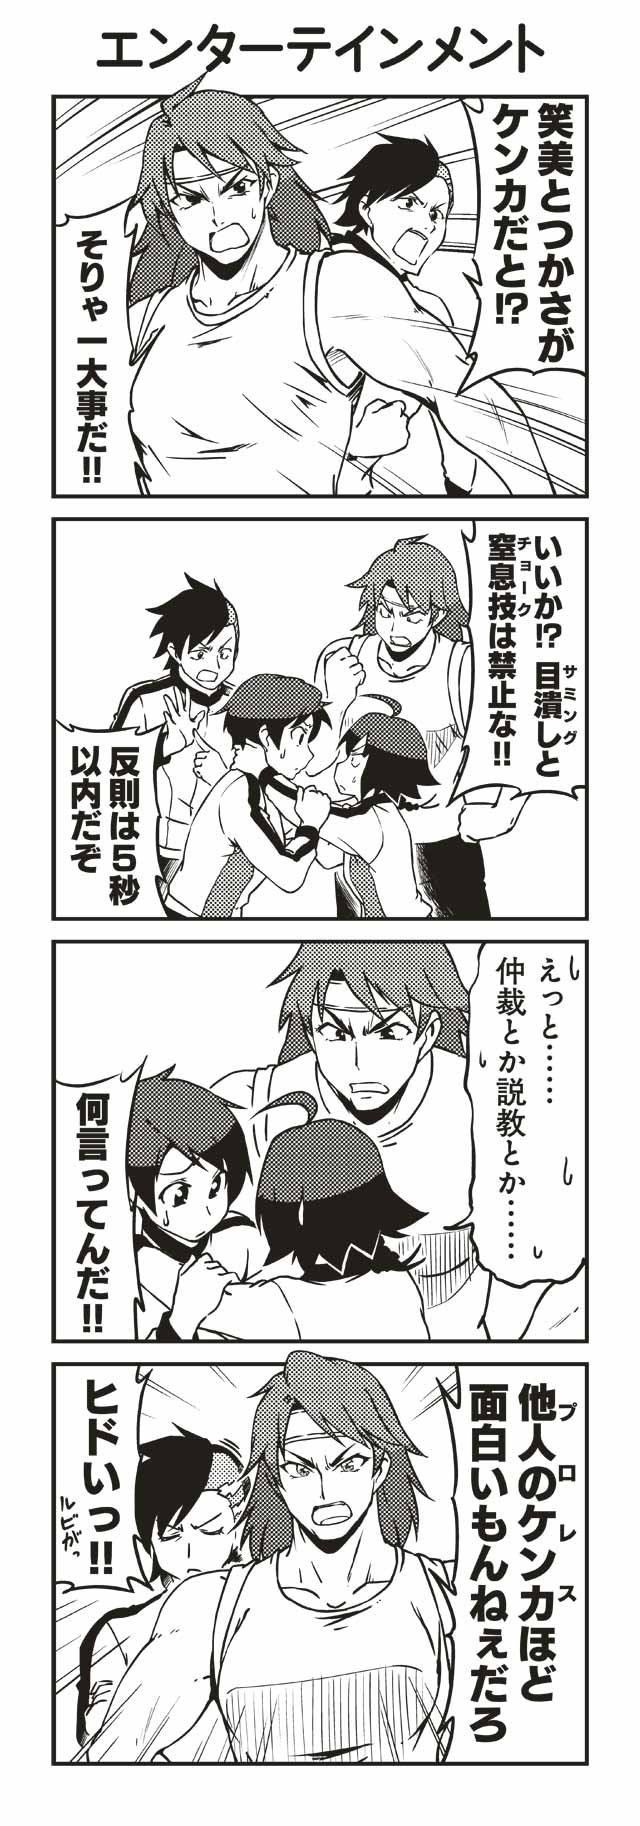 エンターテインメント
笑美とつかさが
ケンカだと!?
そりゃ一大事だ!!
いいか!?目潰しと
サミング
窒息技は禁止な!!
チョーク
反則は5秒
以内だぞ
えっと……
仲裁とか説教とか……
何言ってんだ!!
他人のケンカほど
プロレス
面白いもんねぇだろ
ヒドいっ!!
ルビがっ